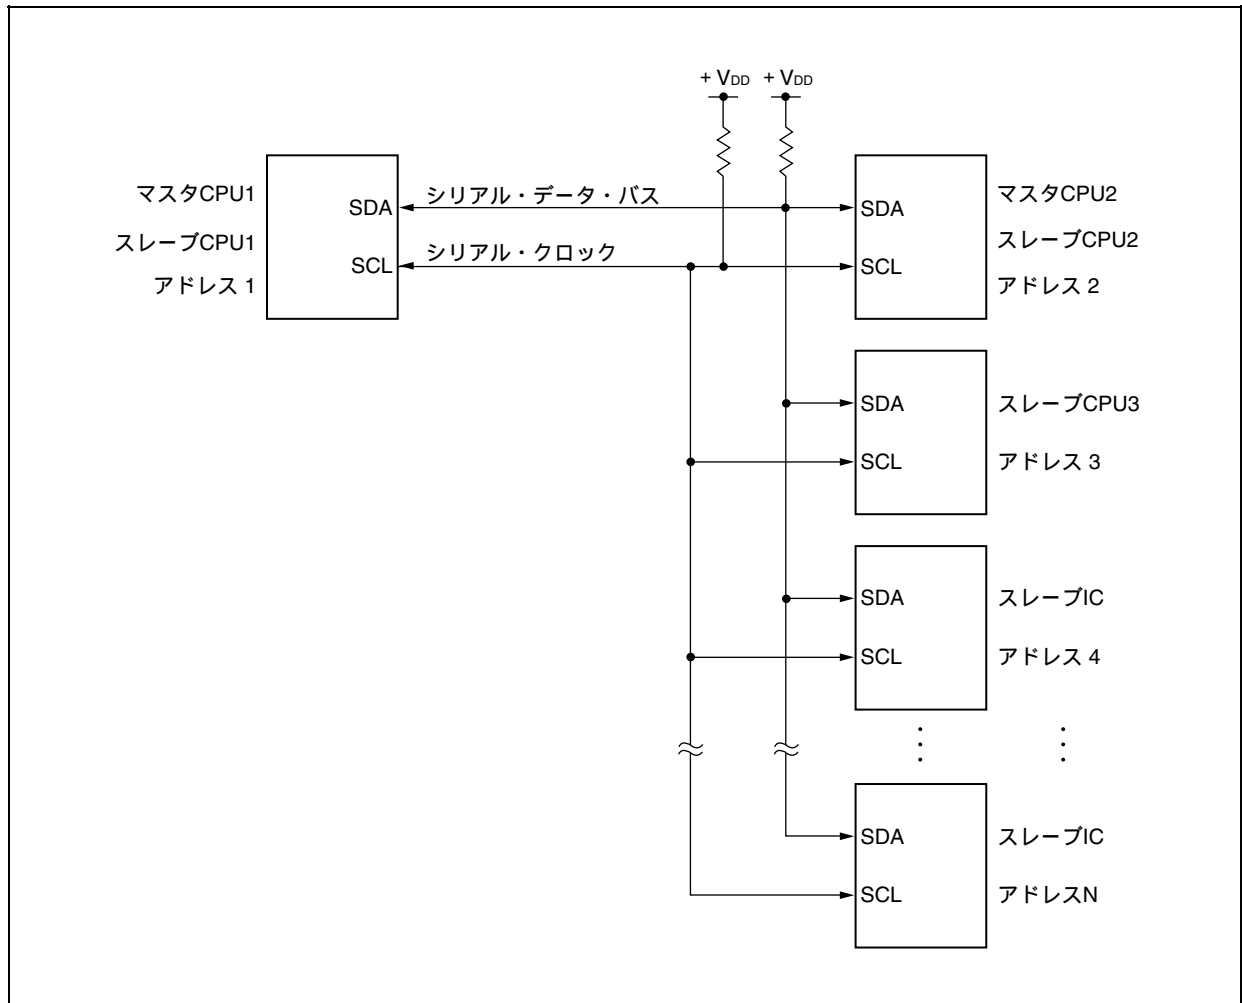 + VDD + VDD
マスタCPU1
スレーブCPU1
アドレス 1
SDA
SCL
シリアル・データ・バス
シリアル・クロック
SDA
SCL
マスタCPU2
スレーブCPU2
アドレス 2
SDA
SCL
スレーブCPU3
アドレス 3
SDA
SCL
スレーブIC
アドレス 4
SDA
SCL
スレーブIC
アドレスN